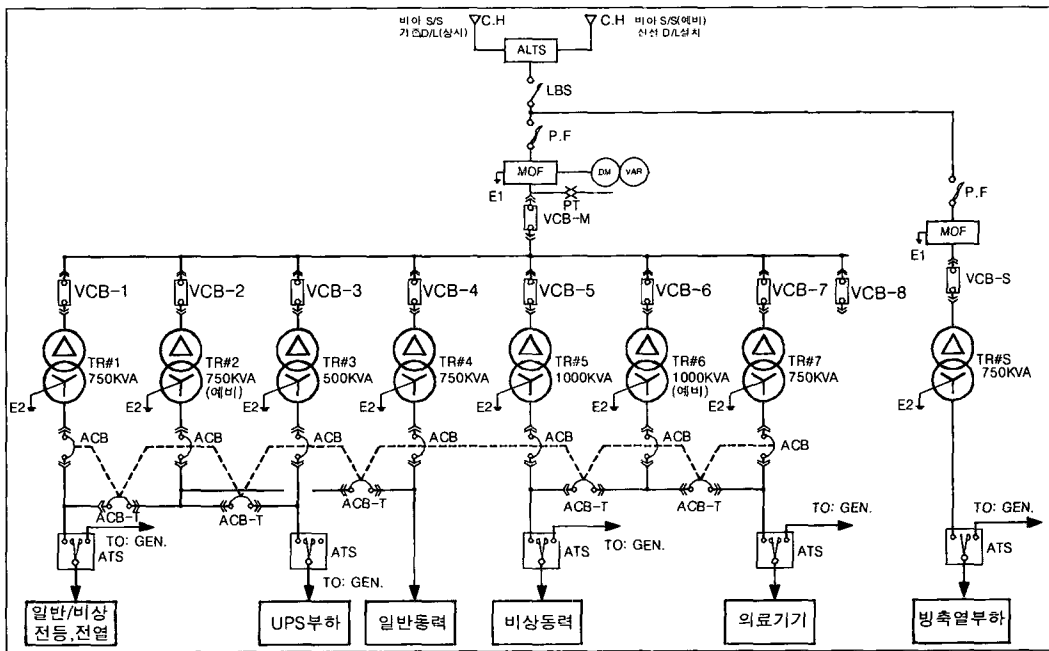 비아 S/S
기존D/L(상시)
C.H
C.H
비아 S/S(예비)
신선 D/L설치
ALTS
LBS
P.F
MOF
DM
VAR
E1
PT
VCB-M
P.F
MOF
E1
VCB-S
VCB-1
VCB-2
VCB-3
VCB-4
VCB-5
VCB-6
VCB-7
VCB-8
TR#1
750KVA
TR#2
750KVA
(예비)
TR#3
500KVA
TR#4
750KVA
TR#5
1000KVA
TR#6
1000KVA
(예비)
TR#7
750KVA
TR#S
750KVA
E2
E2
E2
E2
E2
E2
E2
E2
ACB
ACB
ACB
ACB
ACB
ACB
ACB
ACB-T
ACB-T
ACB-T
ACB-T
ACB-T
TO: GEN.
ATS
ATS
TO: GEN.
TO: GEN.
ATS
TO: GEN.
ATS
TO: GEN.
ATS
일반/비상
전등,전열
UPS부하
일반동력
비상동력
의료기기
빙축열부하